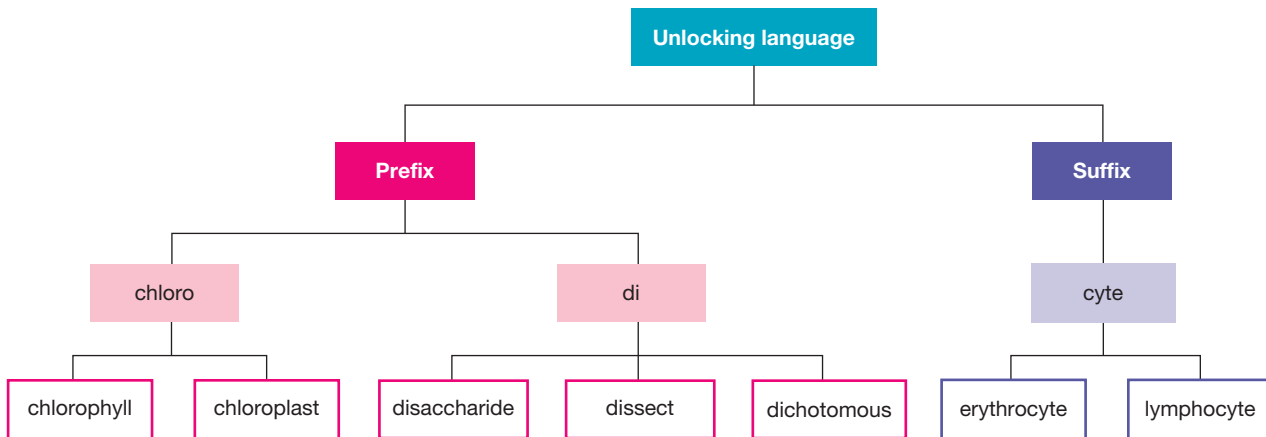 Unlocking language
Prefix
Suffix
chloro
di
cyte
chlorophyll
chloroplast
disaccharide
dissect
dichotomous
erythrocyte
lymphocyte